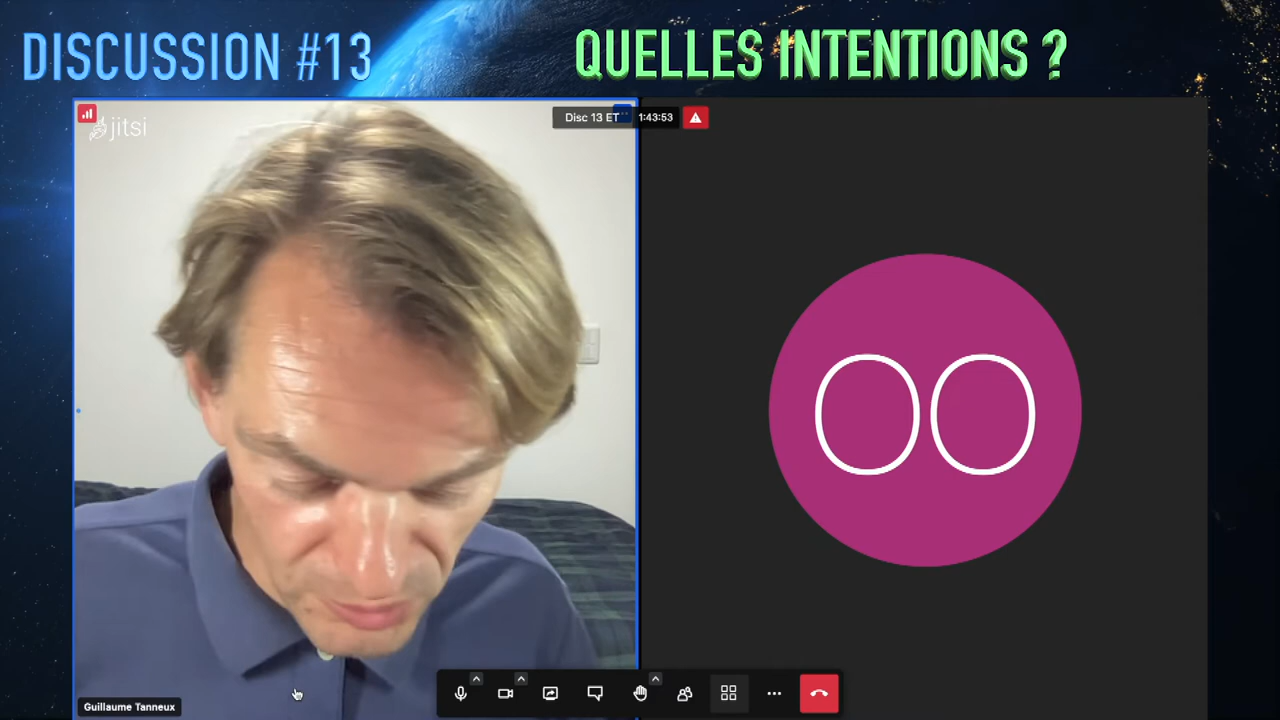 DISCUSSION #13
QUELLES INTENTIONS ?
jitsi
Disc 13 ET
1:43:53
OO
Guillaume Tanneux